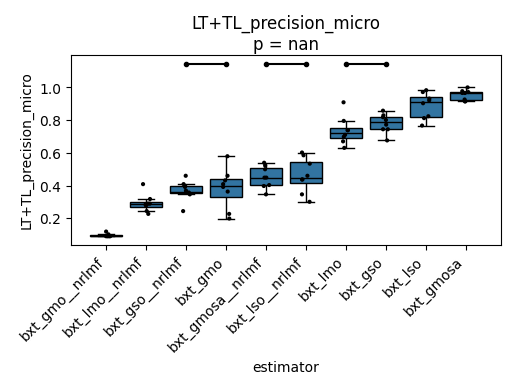 LT+TL_precision_micro
p = nan
LT+TL_precision_micro
1.0
0.8
0.6
0.4
0.2
bxt_gmo__nrlmf
bxt_lmo__nrlmf
bxt_gso__nrlmf
bxt_gmo
bxt_gmosa__nrlmf
bxt_lso__nrlmf
bxt_lmo
bxt_gso
bxt_lso
bxt_gmosa
estimator